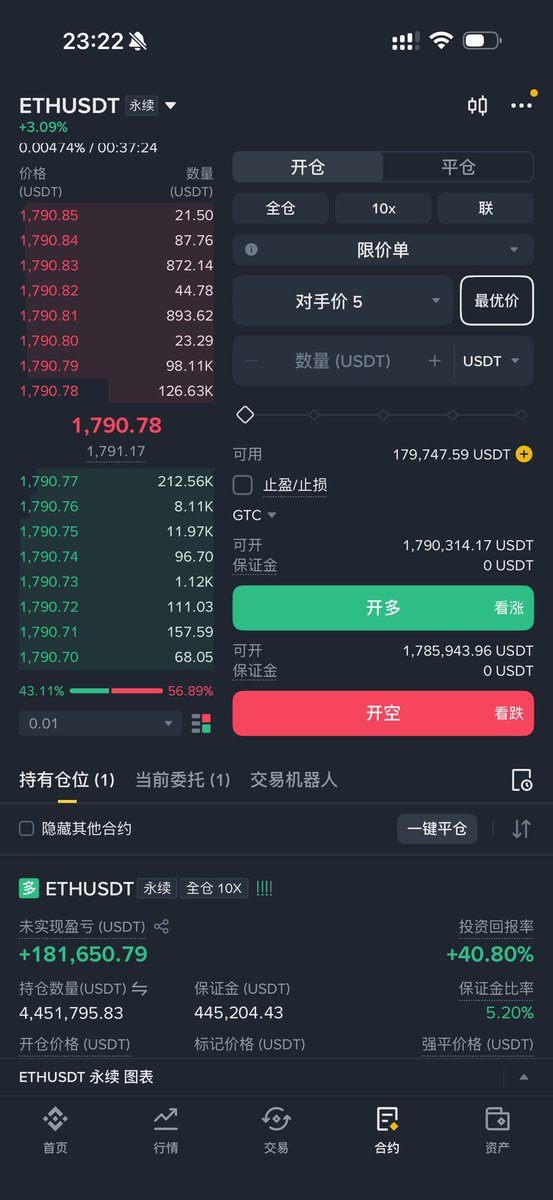 23:22
ETHUSDT 永续
+3.09%
0.00474% / 00:37:24
价格 数量
(USDT) (USDT)
1,790.85 21.50
1,790.84 87.76
1,790.83 872.14
1,790.82 44.78
1,790.81 893.62
1,790.80 23.29
1,790.79 98.11K
1,790.78 126.63K
1,790.78
1,791.17
1,790.77 212.56K
1,790.76 8.11K
1,790.75 11.97K
1,790.74 96.70
1,790.73 1.12K
1,790.72 111.03
1,790.71 157.59
1,790.70 68.05
43.11% 56.89%
0.01
开仓 平仓
全仓 10x 联
限价单
对手价 5 最优价
数量 (USDT) USDT
可用 179,747.59 USDT
止盈/止损
GTC
可开 1,790,314.17 USDT
保证金 0 USDT
开多 看涨
可开 1,785,943.96 USDT
保证金 0 USDT
开空 看跌
持有仓位 (1) 当前委托 (1) 交易机器人
隐藏其他合约 一键平仓
多 ETHUSDT 永续 全仓 10X !!!!
未实现盈亏 (USDT) 投资回报率
+181,650.79 +40.80%
持仓数量(USDT) 保证金 (USDT) 保证金比率
4,451,795.83 445,204.43 5.20%
开仓价格 (USDT) 标记价格 (USDT) 强平价格 (USDT)
ETHUSDT 永续 图表
首页 行情 交易 合约 资产